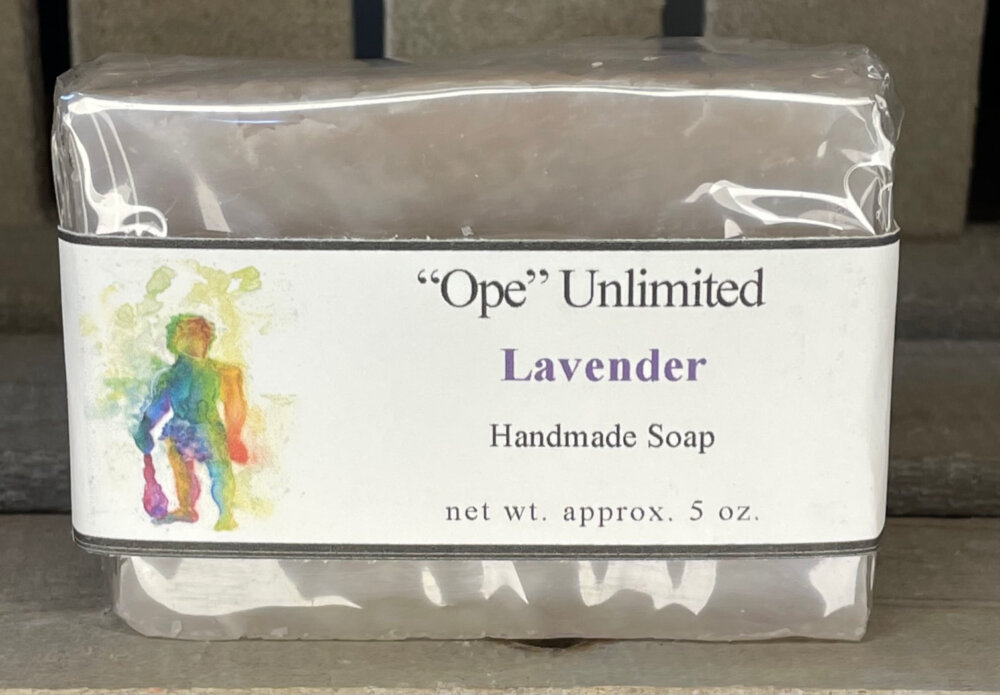 “Ope” Unlimited
Lavender
Handmade Soap
net wt. approx. 5 oz.